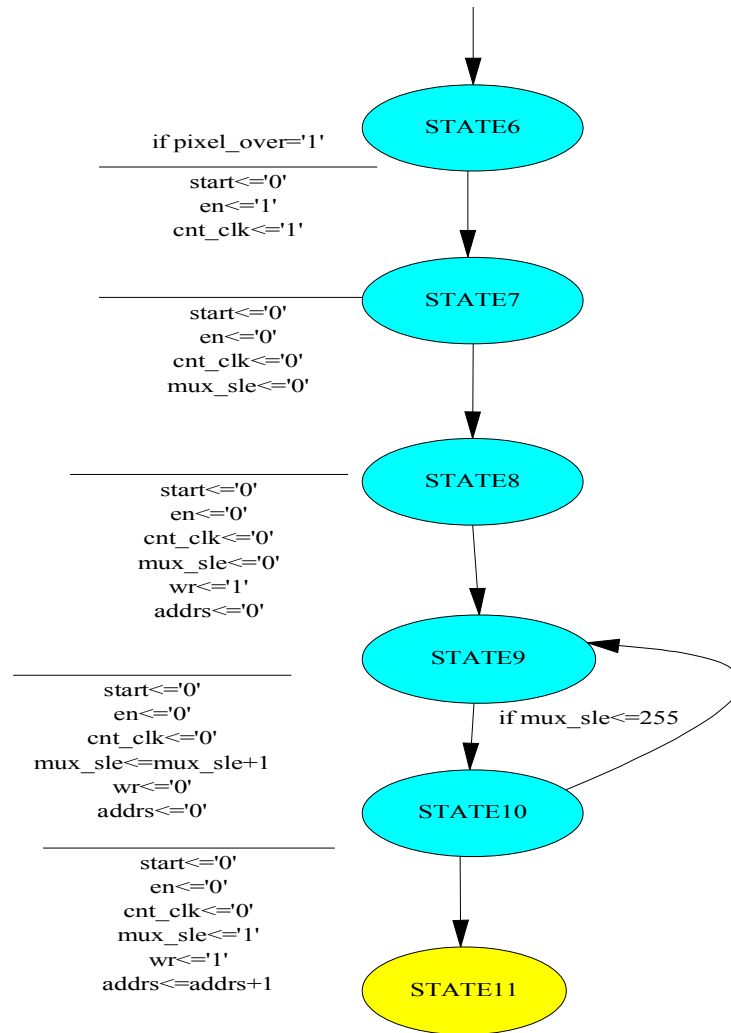 STATE6
if pixel_over='1'
start<='0'
en<='1'
cnt_clk<='1'
STATE7
start<='0'
en<='0'
cnt_clk<='0'
mux_sle<='0'
STATE8
start<='0'
en<='0'
cnt_clk<='0'
mux_sle<='0'
wr<='1'
addrs<='0'
STATE9
start<='0'
en<='0'
cnt_clk<='0'
mux_sle<=mux_sle+1
wr<='0'
addrs<='0'
if mux_sle<=255
STATE10
start<='0'
en<='0'
cnt_clk<='0'
mux_sle<='1'
wr<='1'
addrs<=addrs+1
STATE11